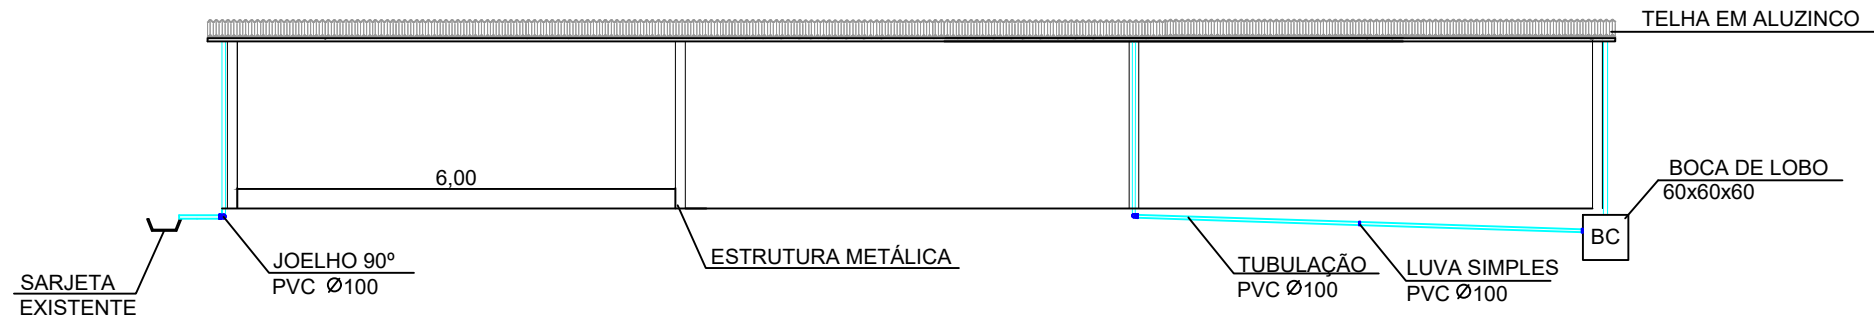 TELHA EM ALUZINCO
6,00
BOCA DE LOBO
60x60x60
BC
ESTRUTURA METÁLICA
JOELHO 90º
PVC Ø100
TUBULAÇÃO
PVC Ø100
LUVA SIMPLES
PVC Ø100
SARJETA
EXISTENTE